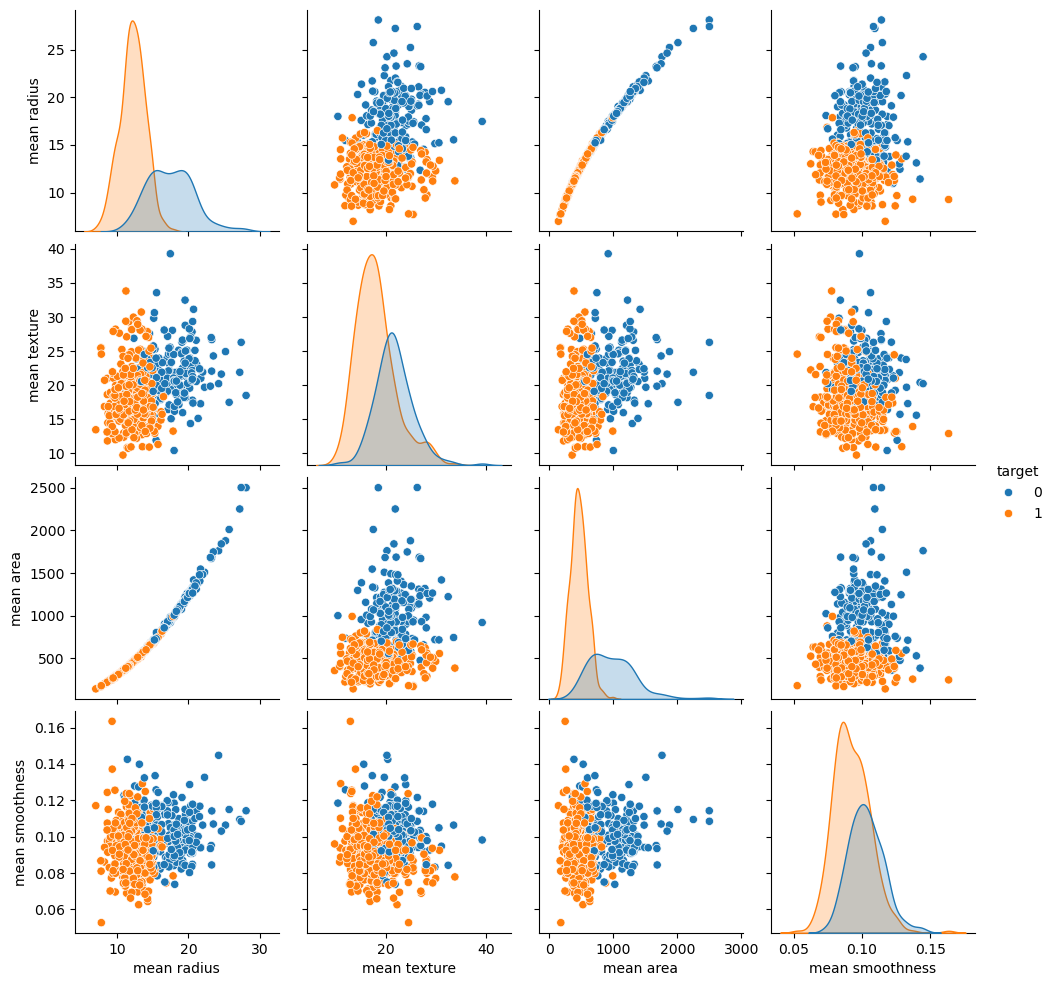 mean radius
25
20
15
10
mean texture
40
35
30
25
20
15
10
target
0
1
mean area
2500
2000
1500
1000
500
mean smoothness
0.16
0.14
0.12
0.10
0.08
0.06
10 20 30
20 40
0 1000 2000 3000
0.05 0.10 0.15
mean radius
mean texture
mean area
mean smoothness